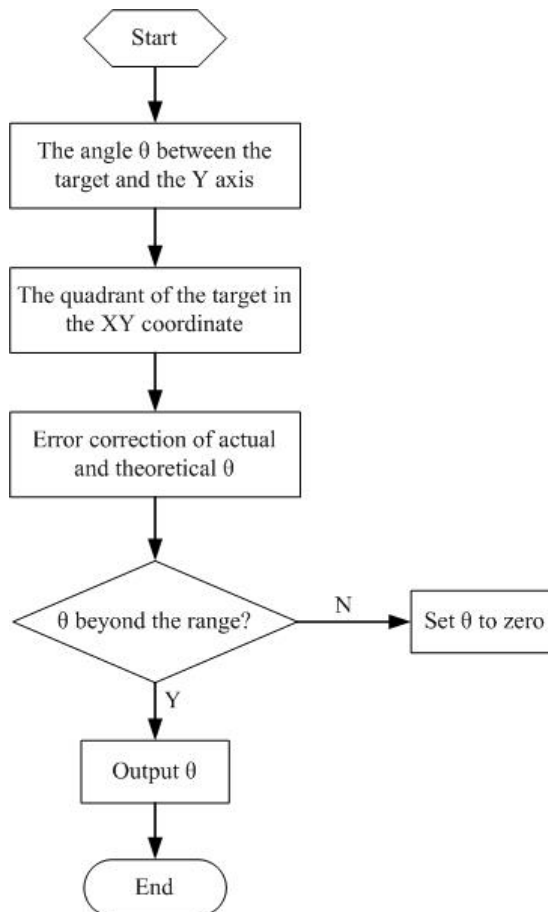 Start
The angle θ between the
target and the Y axis
The quadrant of the target in
the XY coordinate
Error correction of actual
and theoretical θ
θ beyond the range?
N
Set θ to zero
Y
Output θ
End